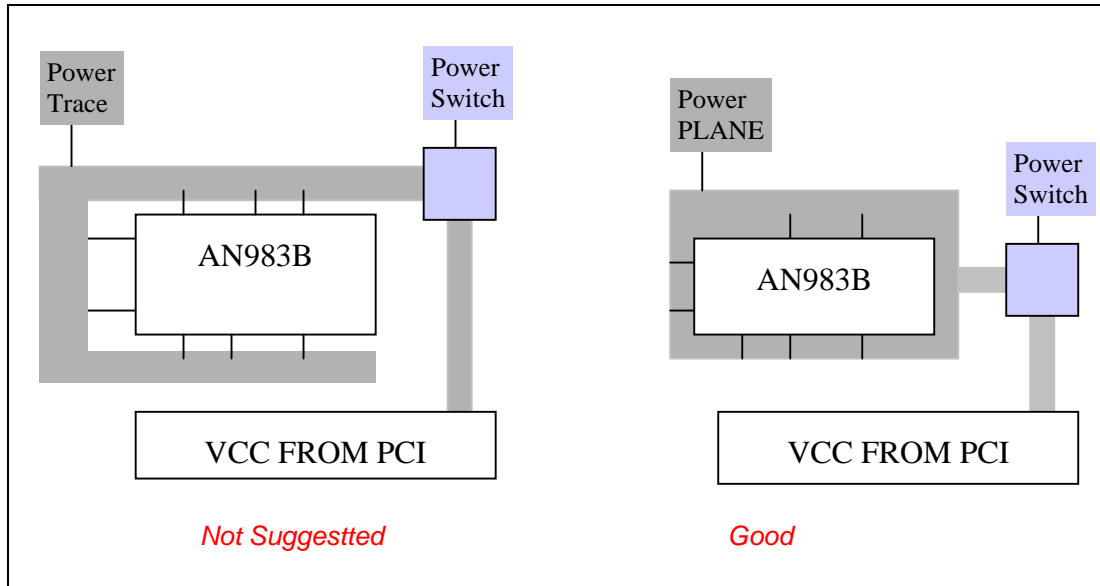 Power
Trace
Power
Switch
AN983B
VCC FROM PCI
Not Suggestted
Power
PLANE
Power
Switch
AN983B
VCC FROM PCI
Good